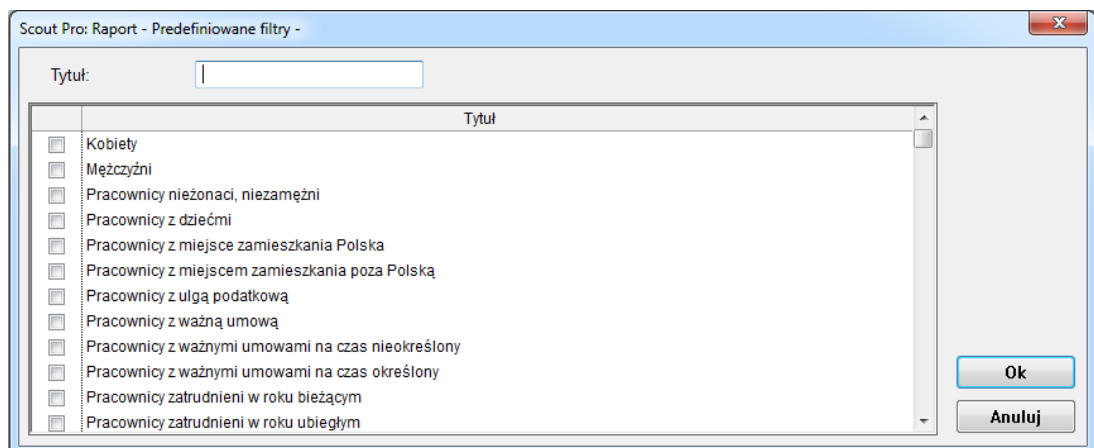 Scout Pro: Raport - Predefiniowane filtry -
Tytuł:
Tytuł
Kobiety
Mężczyźni
Pracownicy nieżonaci, niezamężni
Pracownicy z dziećmi
Pracownicy z miejsce zamieszkania Polska
Pracownicy z miejscem zamieszkania poza Polską
Pracownicy z ulgą podatkową
Pracownicy z ważną umową
Pracownicy z ważnymi umowami na czas nieokreślony
Pracownicy z ważnymi umowami na czas określony
Pracownicy zatrudnieni w roku bieżącym
Pracownicy zatrudnieni w roku ubiegłym
Ok
Anuluj